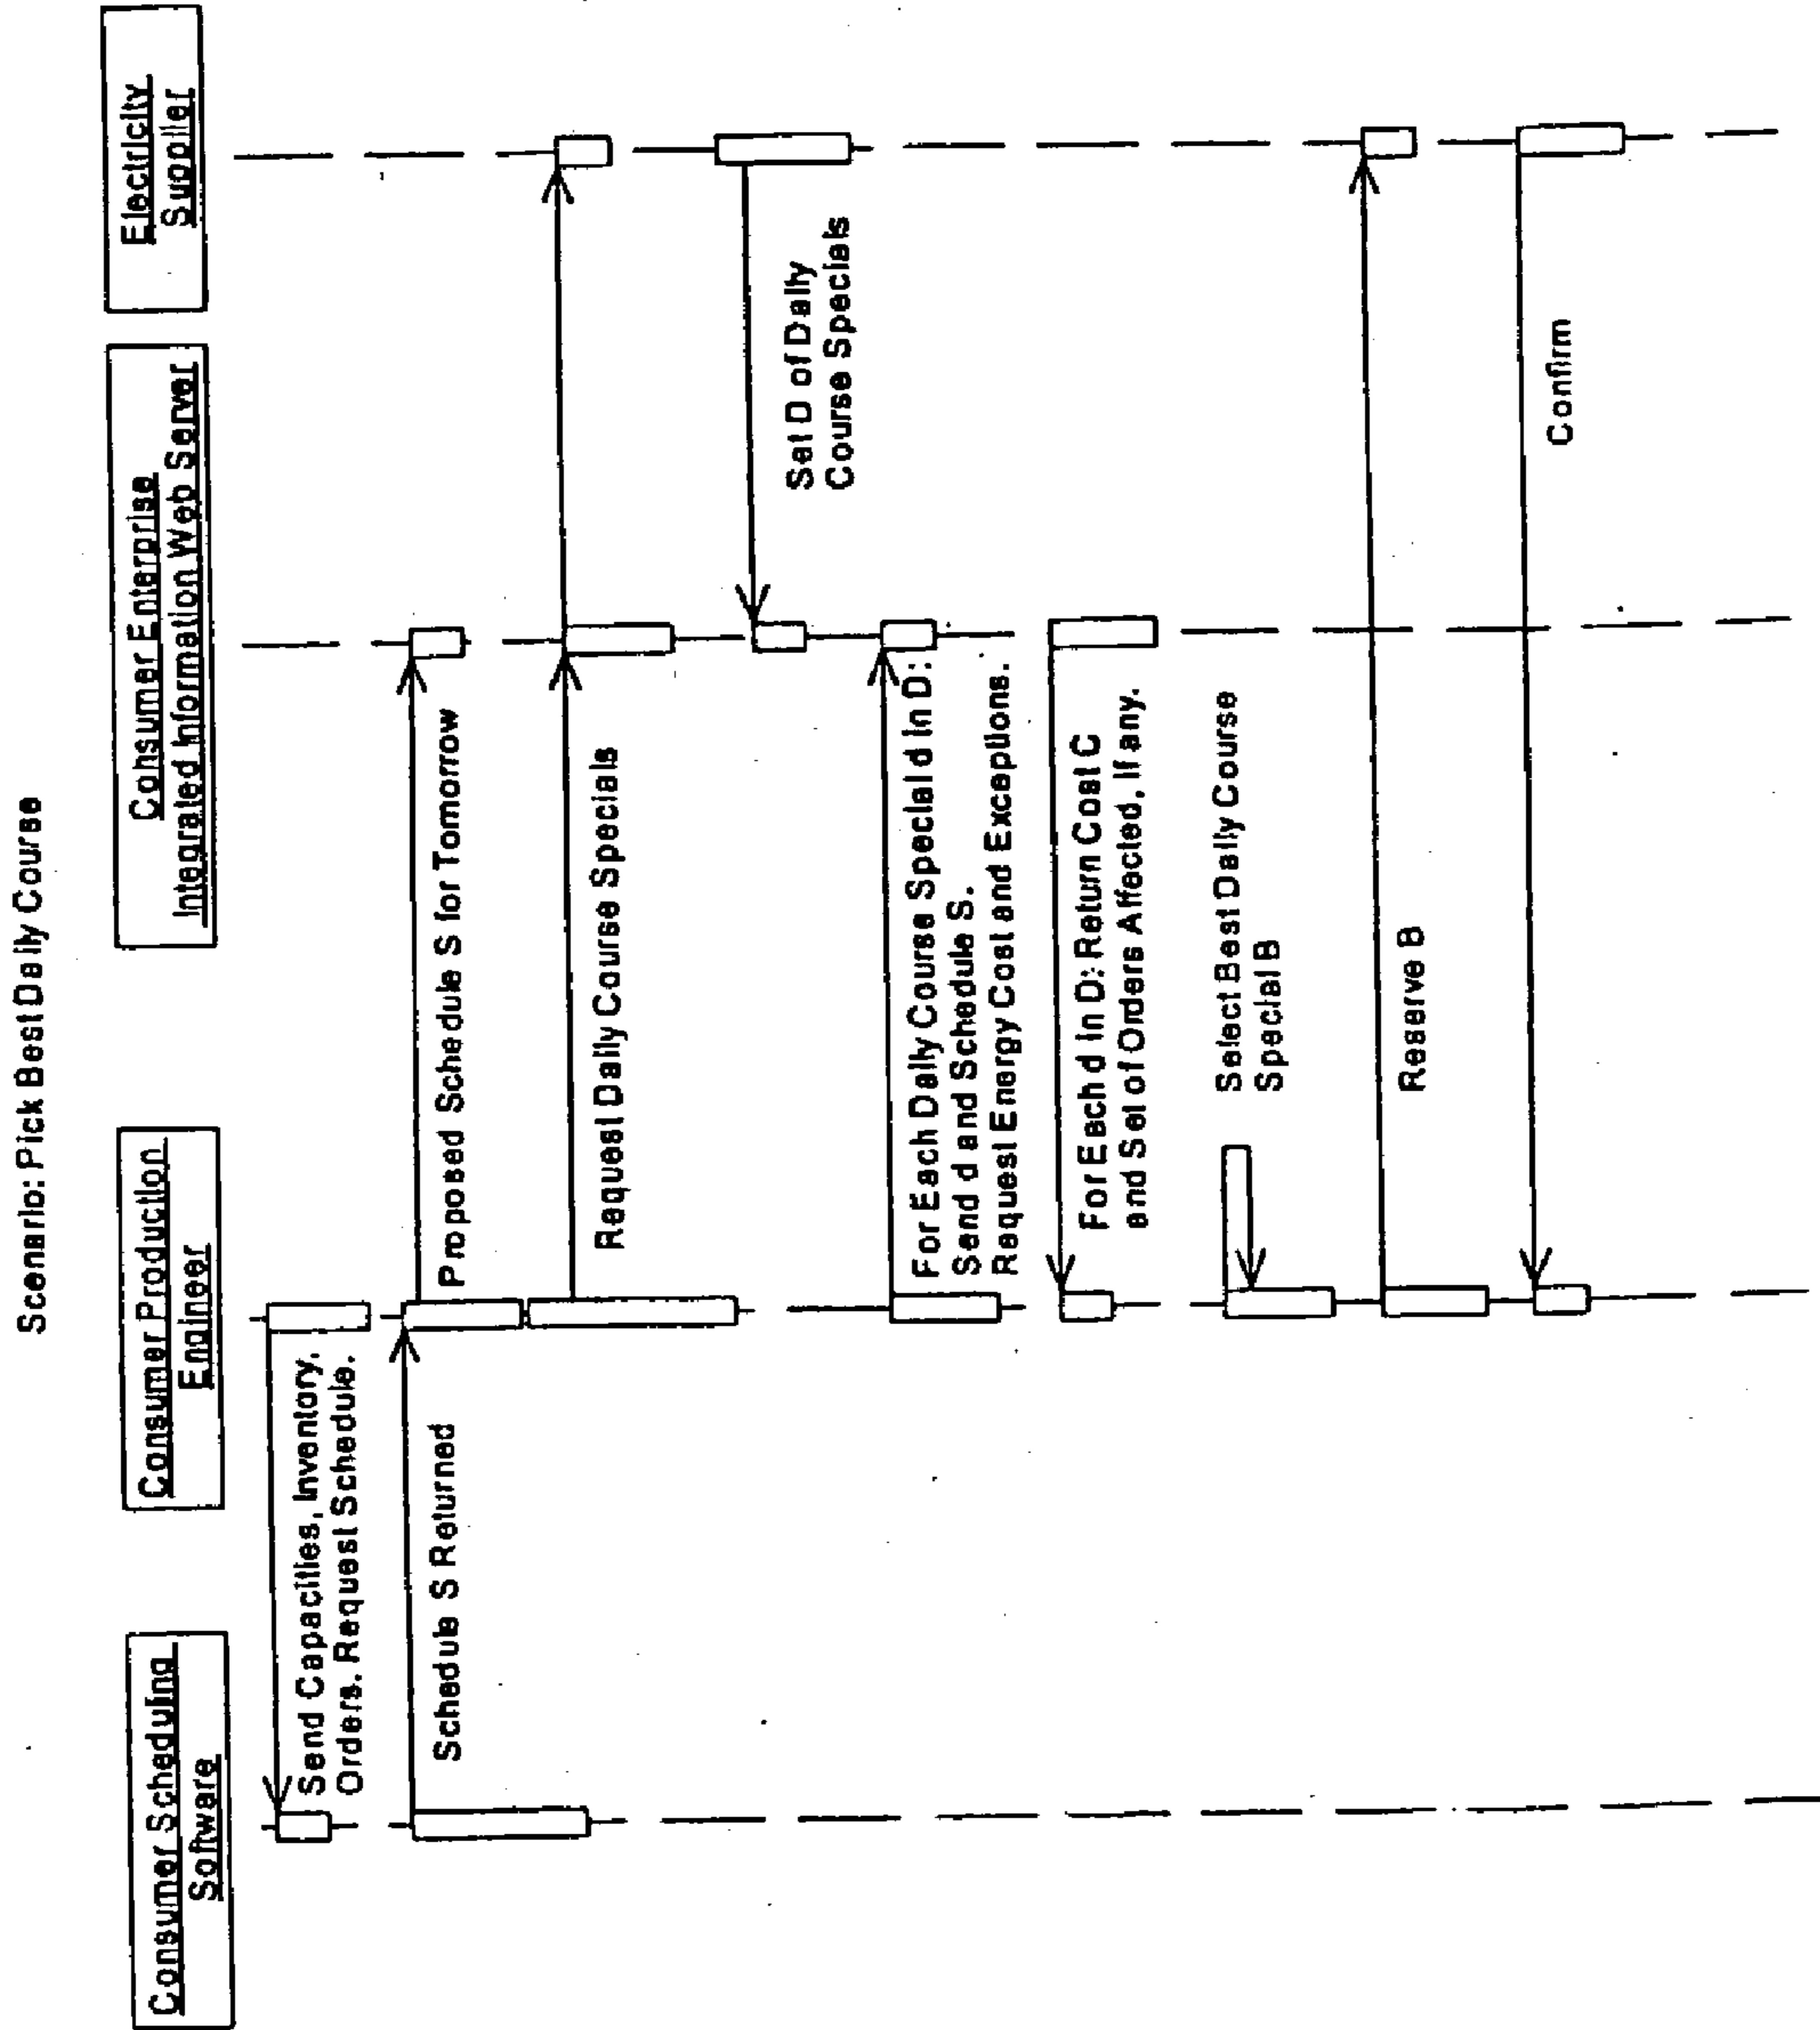 Scenario: Pick Best Daily Course
Consumer Scheduling
Software
Consumer Production
Engineer
Consumer Enterprise
Integrated Information Web Server
Electricity
Supplier
Send Capacities, Inventory,
Orders. Request Schedule.
Schedule S Returned
Proposed Schedule S for Tomorrow
Request Daily Course Specials
Set D of Daily
Course Specials
For Each Daily Course Special d in D:
Send d and Schedule S.
Request Energy Cost and Exceptions.
For Each d in D: Return Cost C
and Set of Orders Affected, If any.
Select Best Daily Course
Special B
Reserve B
Confirm